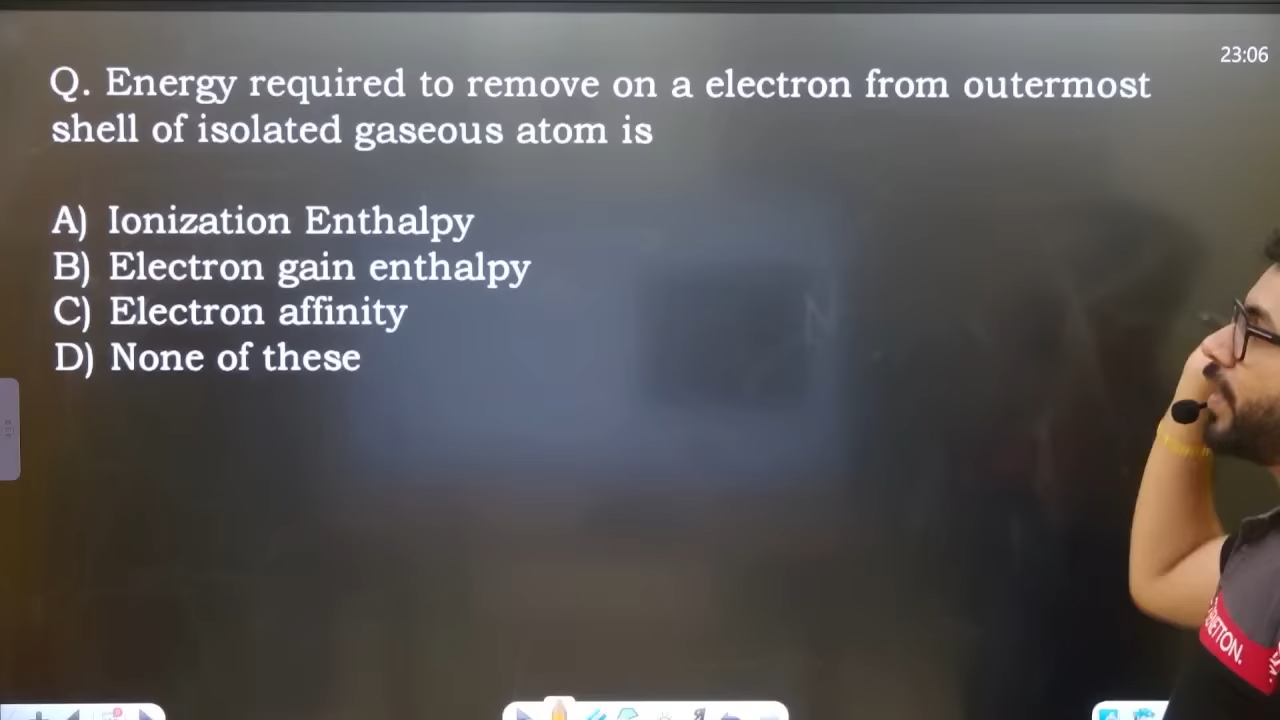 23:06
Q. Energy required to remove on a electron from outermost
shell of isolated gaseous atom is
A) Ionization Enthalpy
B) Electron gain enthalpy
C) Electron affinity
D) None of these